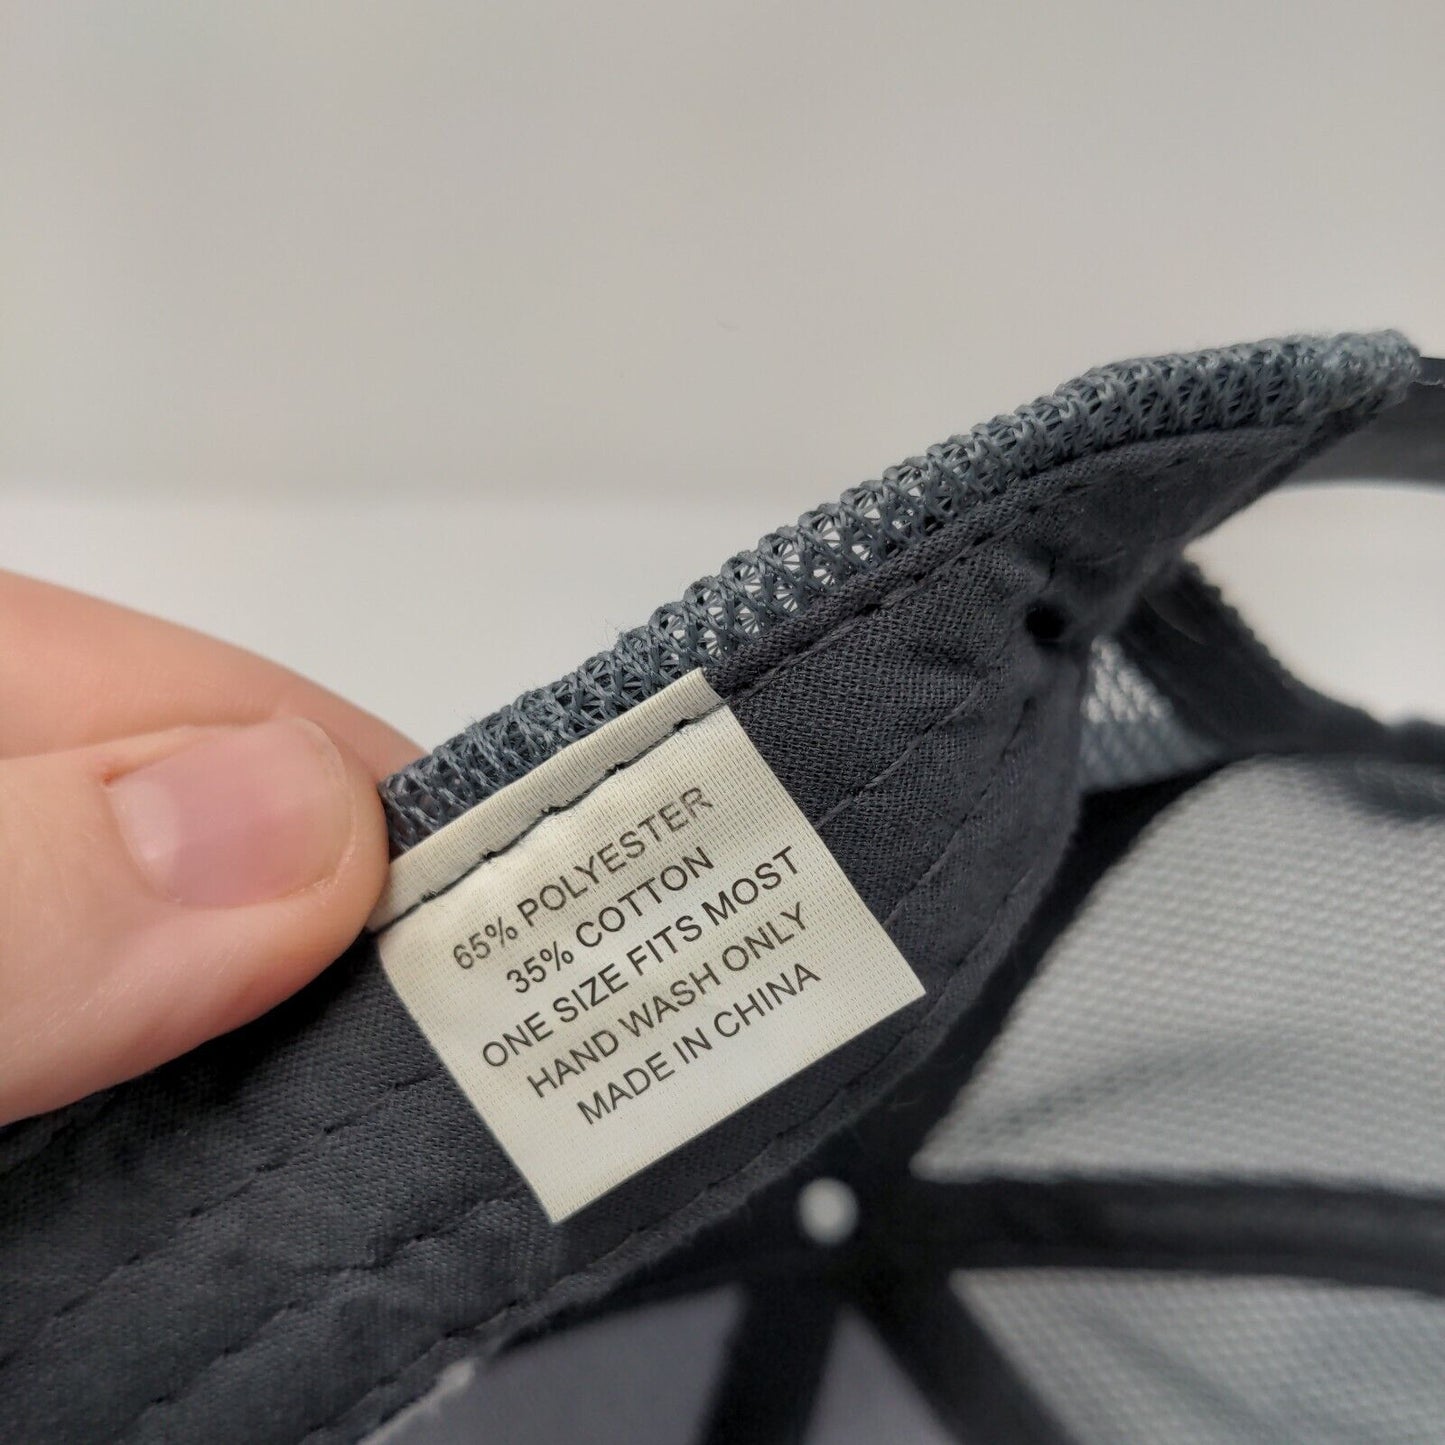 65% POLYESTER
35% COTTON
ONE SIZE FITS MOST
HAND WASH ONLY
MADE IN CHINA